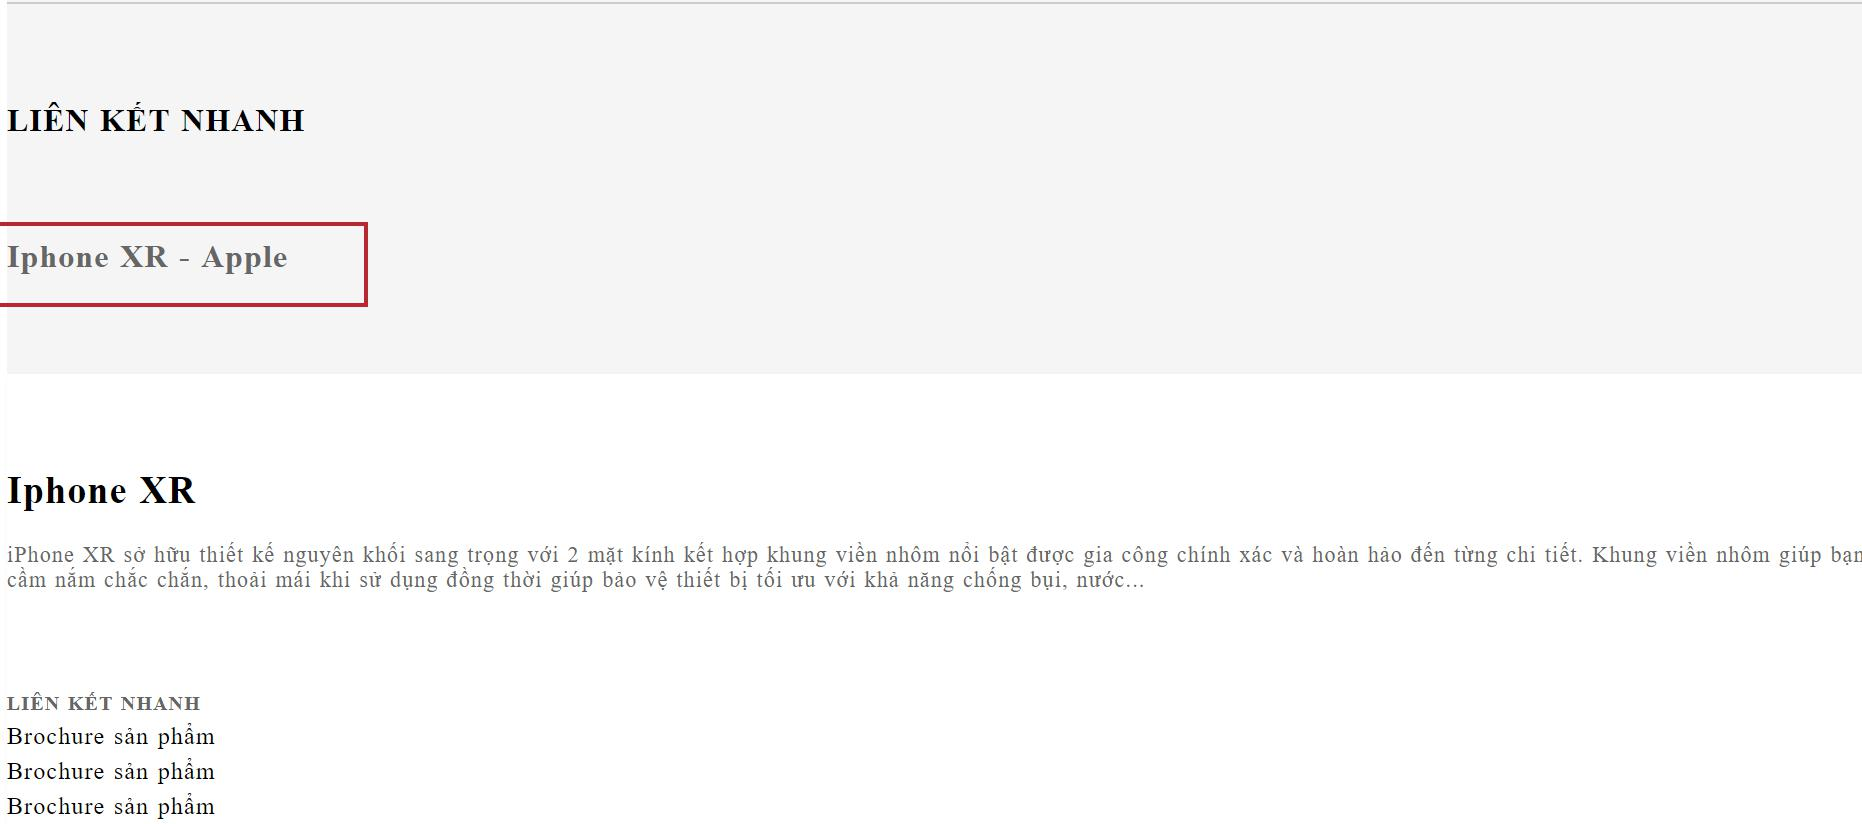 LIÊN KẾT NHANH
Iphone XR - Apple
Iphone XR
iPhone XR sở hữu thiết kế nguyên khối sang trọng với 2 mặt kính kết hợp khung viền nhôm nổi bật được gia công chính xác và hoàn hảo đến từng chi tiết. Khung viền nhôm giúp bạn
cầm nắm chắc chắn, thoải mái khi sử dụng đồng thời giúp bảo vệ thiết bị tối ưu với khả năng chống bụi, nước...
LIÊN KẾT NHANH
Brochure sản phẩm
Brochure sản phẩm
Brochure sản phẩm